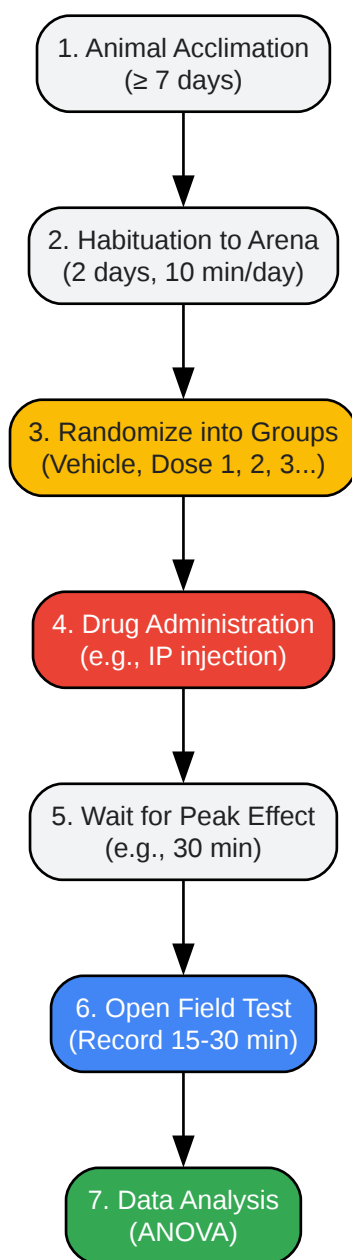 1. Animal Acclimation
(≥ 7 days)
2. Habituation to Arena
(2 days, 10 min/day)
3. Randomize into Groups
(Vehicle, Dose 1, 2, 3...)
4. Drug Administration
(e.g., IP injection)
5. Wait for Peak Effect
(e.g., 30 min)
6. Open Field Test
(Record 15-30 min)
7. Data Analysis
(ANOVA)